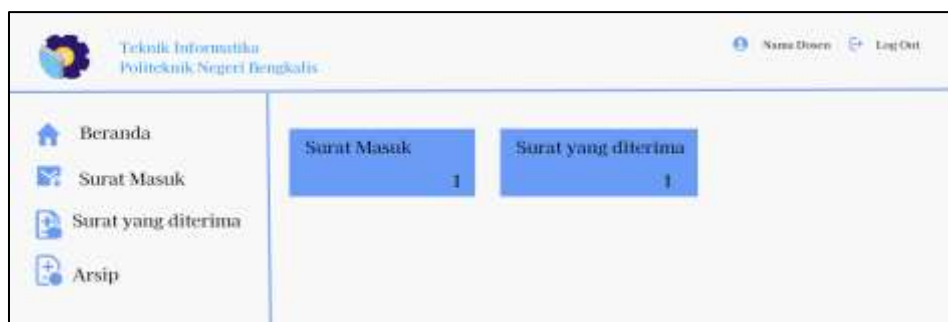 Teknik Informatika
Politeknik Negeri Bengkalis
Nama Dosen
Log Out
Beranda
Surat Masuk
Surat yang diterima
Arsip
Surat Masuk
1
Surat yang diterima
1